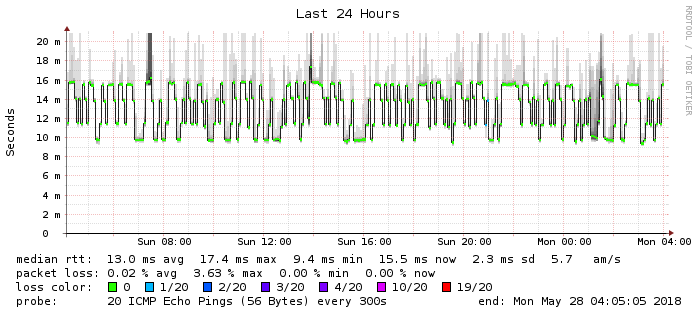 Last 24 Hours
RRDTOOL / TOBI OETIKER
Seconds
20 m
18 m
16 m
14 m
12 m
10 m
8 m
6 m
4 m
2 m
0
Sun 08:00 Sun 12:00 Sun 16:00 Sun 20:00 Mon 00:00 Mon 04:00
median rtt: 13.0 ms avg 17.4 ms max 9.4 ms min 15.5 ms now 2.3 ms sd 5.7 am/s
packet loss: 0.02 % avg 3.63 % max 0.00 % min 0.00 % now
loss color: 0 1/20 2/20 3/20 4/20 10/20 19/20
probe: 20 ICMP Echo Pings (56 Bytes) every 300s end: Mon May 28 04:05:05 2018